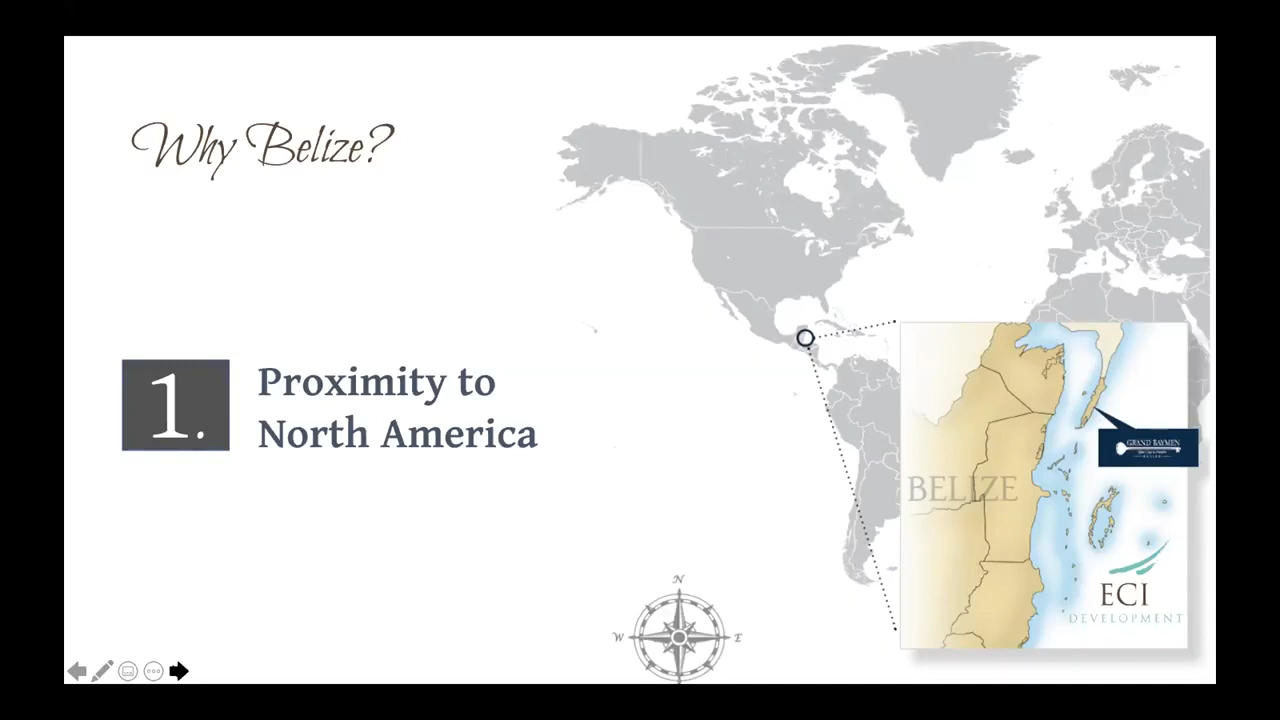 Why Belize?
1.
Proximity to
North America
BELIZE
GRAND BAYMEN
ECI
DEVELOPMENT
N
W
E